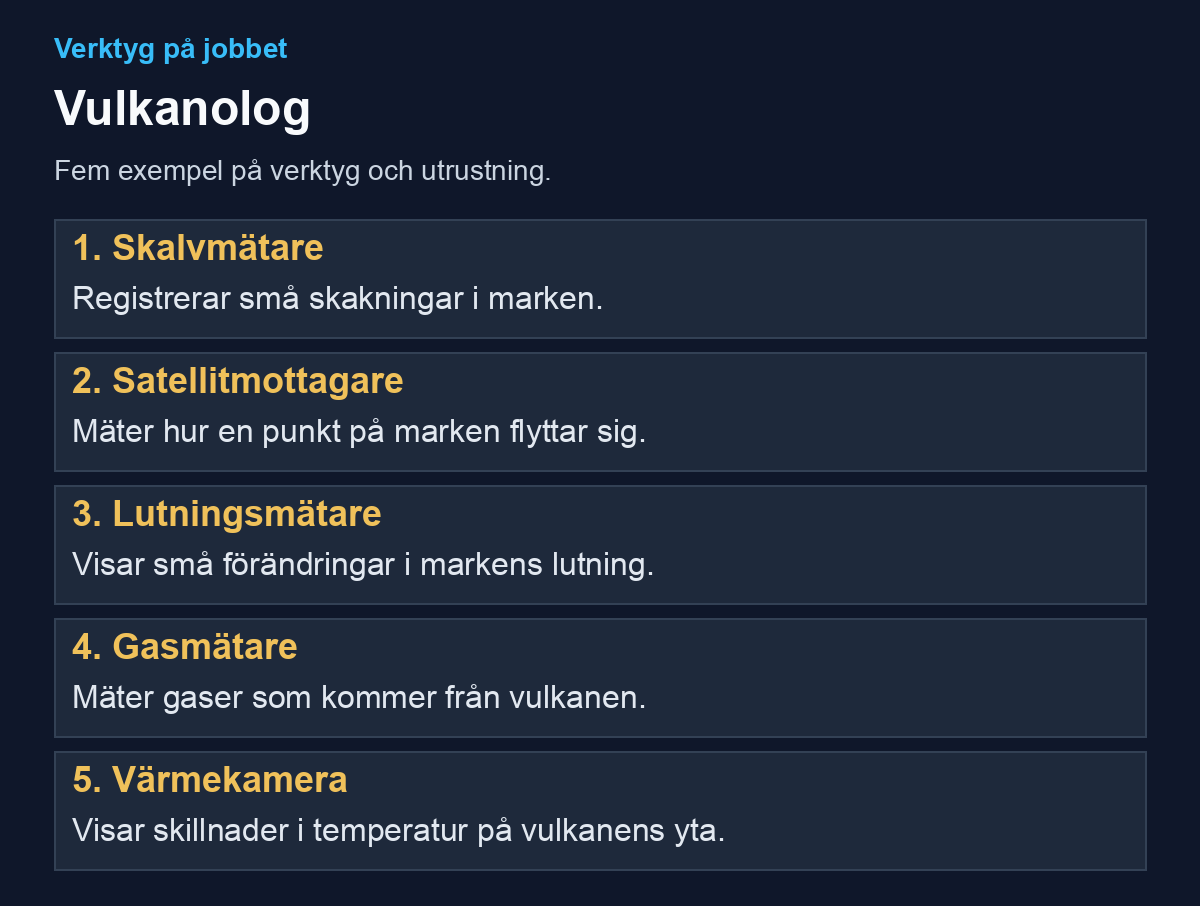 Verktyg på jobbet
Vulkanolog
Fem exempel på verktyg och utrustning.
1. Skalvmätare
Registrerar små skakningar i marken.
2. Satellitmottagare
Mäter hur en punkt på marken flyttar sig.
3. Lutningsmätare
Visar små förändringar i markens lutning.
4. Gasmätare
Mäter gaser som kommer från vulkanen.
5. Värmekamera
Visar skillnader i temperatur på vulkanens yta.